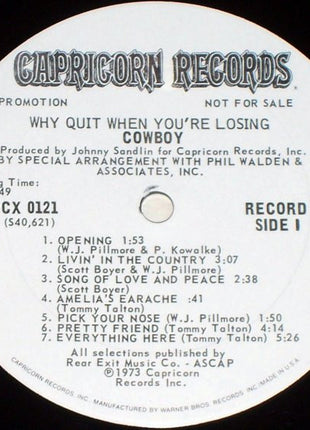 CAPRICORN RECORDS
PROMOTION NOT FOR SALE
WHY QUIT WHEN YOU'RE LOSING
COWBOY
Produced by Johnny Sandlin for Capricorn Records, Inc.
BY SPECIAL ARRANGEMENT WITH PHIL WALDEN &
ASSOCIATES, INC.
g Time:
49
CX 0121 RECORD
(S40,621) SIDE 1
1. OPENING 1:53
(W.J. Pillmore & P. Kowalke)
2. LIVIN' IN THE COUNTRY 3:07
(Scott Boyer & W.J. Pillmore)
3. SONG OF LOVE AND PEACE 2:38
(Scott Boyer)
4. AMELIA'S EARACHE :41
(Tommy Talton)
5. PICK YOUR NOSE (W.J. Pillmore) 1:50
6. PRETTY FRIEND (Tommy Talton) 4:14
7. EVERYTHING HERE (Tommy Talton) 5:26
All selections published by
Rear Exit Music Co. - ASCAP
©1973 Capricorn
Records Inc.
CAPRICORN RECORDS, INC., MANUFACTURED BY WARNER BROS. RECORDS INC. MADE IN U.S.A.